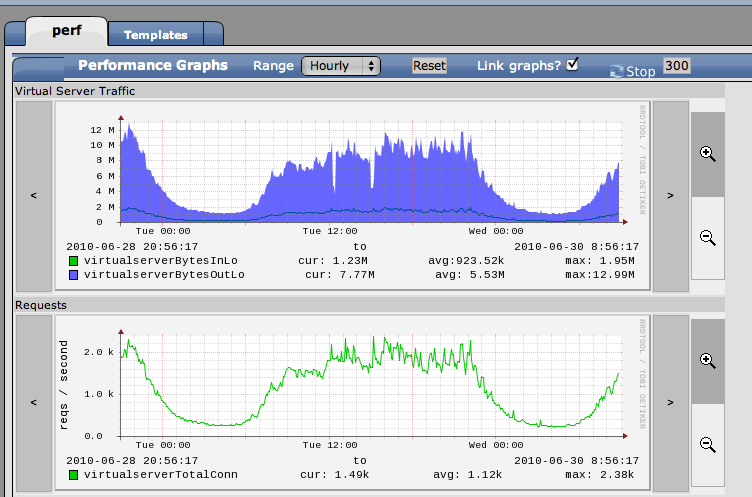 perf Templates
Performance Graphs Range Hourly Reset Link graphs? Stop 300
Virtual Server Traffic
12 M
10 M
8 M
6 M
4 M
2 M
0
Tue 00:00 Tue 12:00 Wed 00:00
2010-06-28 20:56:17 to 2010-06-30 8:56:17
virtualserverBytesInLo cur: 1.23M avg:923.52k max: 1.95M
virtualserverBytesOutLo cur: 7.77M avg: 5.53M max:12.99M
RRDTOOL / TOBI OETIKER
< >
Requests
reqs / second
2.0 k
1.0 k
0.0
Tue 00:00 Tue 12:00 Wed 00:00
2010-06-28 20:56:17 to 2010-06-30 8:56:17
virtualserverTotalConn cur: 1.49k avg: 1.12k max: 2.38k
RRDTOOL / TOBI OETIKER
< >